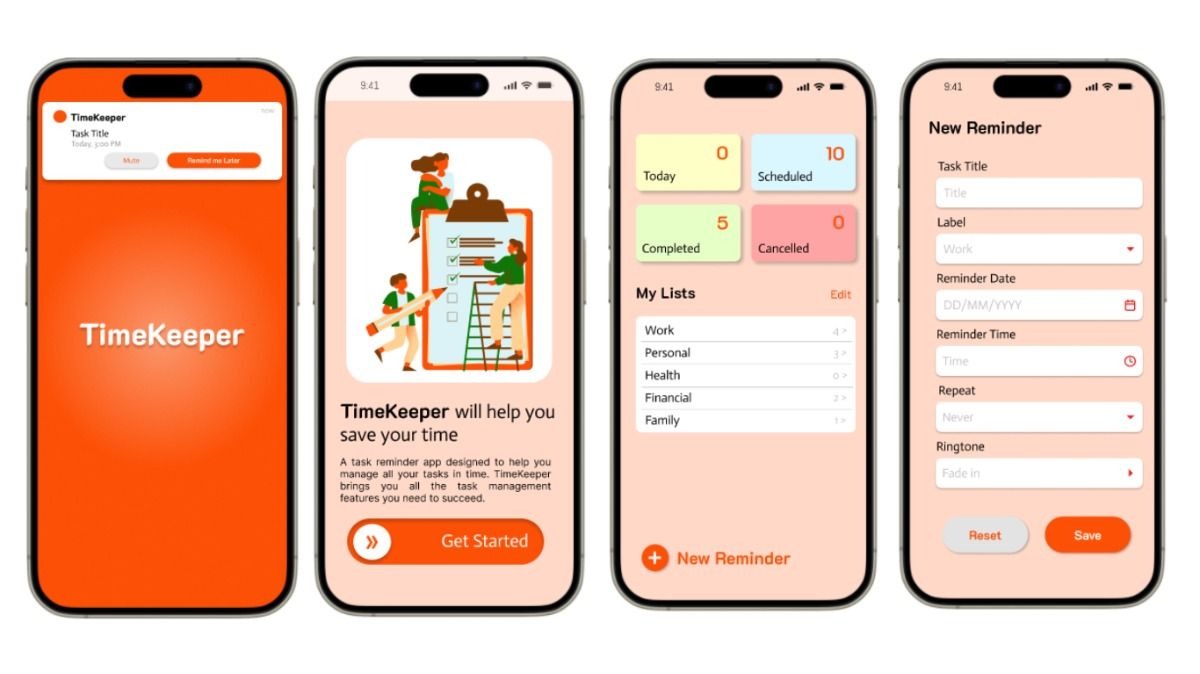 TimeKeeper
NOW
Task Title
Today, 3:00 PM
Mute
Remind me Later
TimeKeeper
9:41
TimeKeeper will help you
save your time
A task reminder app designed to help you
manage all your tasks in time. TimeKeeper
brings you all the task management
features you need to succeed.
Get Started
9:41
0
Today
10
Scheduled
5
Completed
0
Cancelled
My Lists
Edit
Work 4 >
Personal 3 >
Health 0 >
Financial 2 >
Family 1 >
+ New Reminder
9:41
New Reminder
Task Title
Title
Label
Work
Reminder Date
DD/MM/YYYY
Reminder Time
Time
Repeat
Never
Ringtone
Fade in
Reset
Save